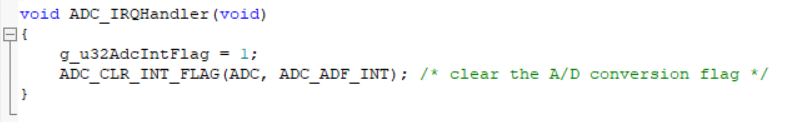 void ADC_IRQHandler(void)
{
    g_u32AdcIntFlag = 1;
    ADC_CLR_INT_FLAG(ADC, ADC_ADF_INT); /* clear the A/D conversion flag */
}